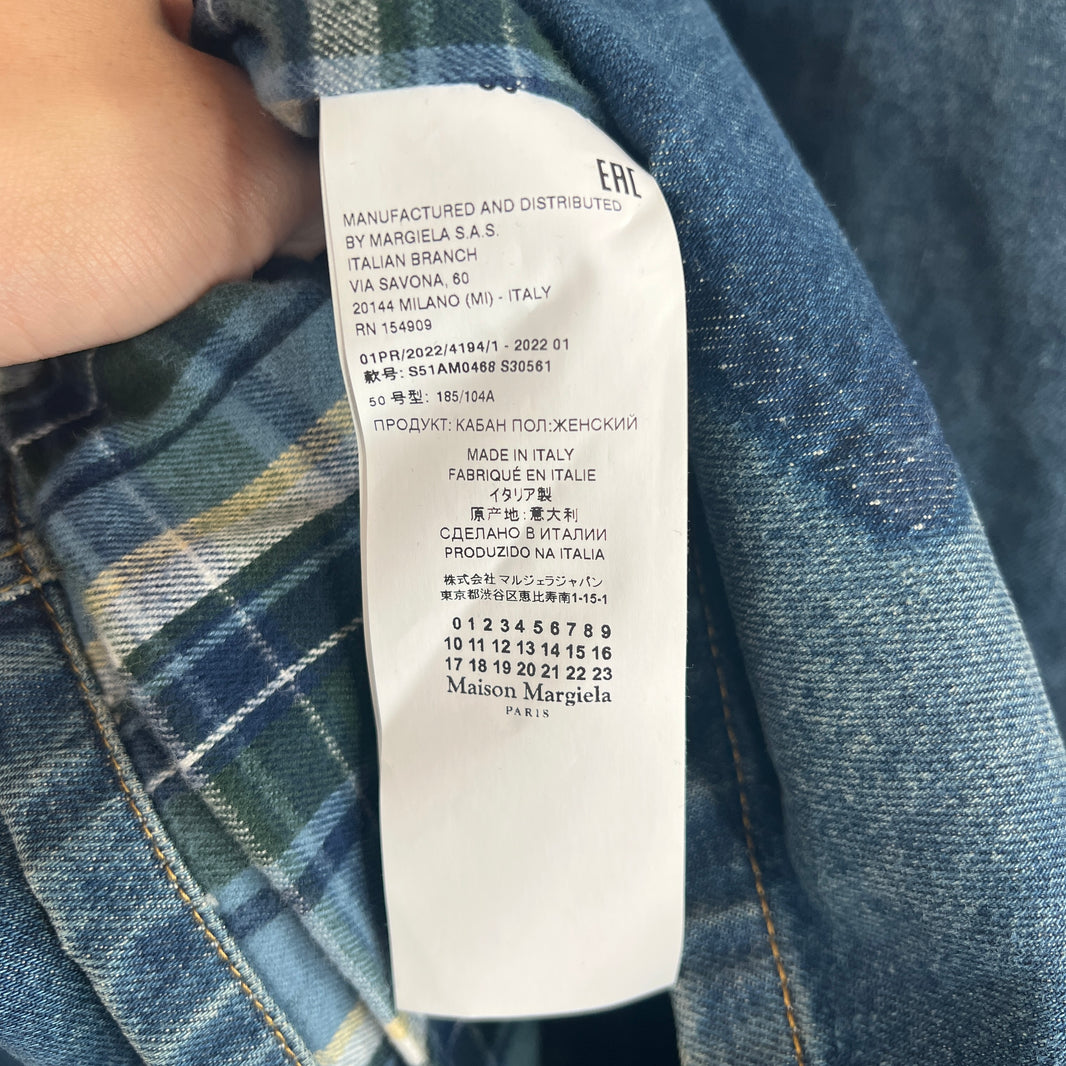 EAC
MANUFACTURED AND DISTRIBUTED
BY MARGIELA S.A.S.
ITALIAN BRANCH
VIA SAVONA, 60
20144 MILANO (MI) - ITALY
RN 154909
01PR/2022/4194/1 - 2022 01
款号: S51AM0468 S30561
50 号型: 185/104A
ПРОДУКТ: КАБАН ПОЛ:ЖЕНСКИЙ
MADE IN ITALY
FABRIQUÉ EN ITALIE
イタリア製
原产地: 意大利
СДЕЛАНО В ИТАЛИИ
PRODUZIDO NA ITALIA
株式会社 マルジェラジャパン
東京都渋谷区恵比寿南1-15-1
0 1 2 3 4 5 6 7 8 9
10 11 12 13 14 15 16
17 18 19 20 21 22 23
Maison Margiela
PARIS